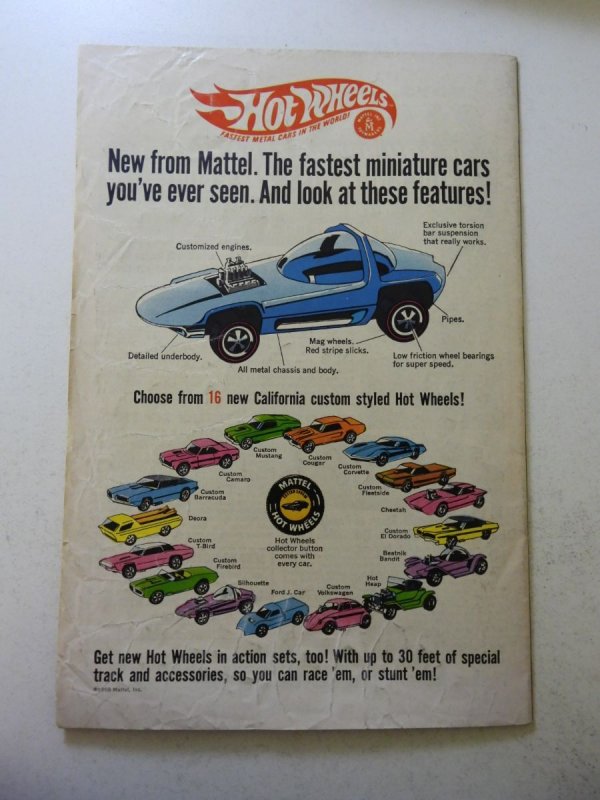 Hot Wheels
FASTEST METAL CARS IN THE WORLD!
MATTEL, INC.
M
TOYMAKERS
New from Mattel. The fastest miniature cars
you've ever seen. And look at these features!
Exclusive torsion
bar suspension
that really works.
Customized engines.
Pipes.
Mag wheels.
Red stripe slicks.
Detailed underbody.
Low friction wheel bearings
for super speed.
All metal chassis and body.
Choose from 16 new California custom styled Hot Wheels!
Custom
Mustang
Custom
Cougar
Custom
Camaro
Custom
Corvette
Custom
Fleetside
Custom
Barracuda
Cheetah
MATTEL
HOT WHEELS
Deora
Custom
El Dorado
Hot Wheels
collector button
comes with
every car.
Custom
T-Bird
Beatnik
Bandit
Custom
Firebird
Silhouette
Ford J. Car
Custom
Volkswagen
Hot
Heap
Get new Hot Wheels in action sets, too! With up to 30 feet of special
track and accessories, so you can race 'em, or stunt 'em!
©1968 Mattel, Inc.